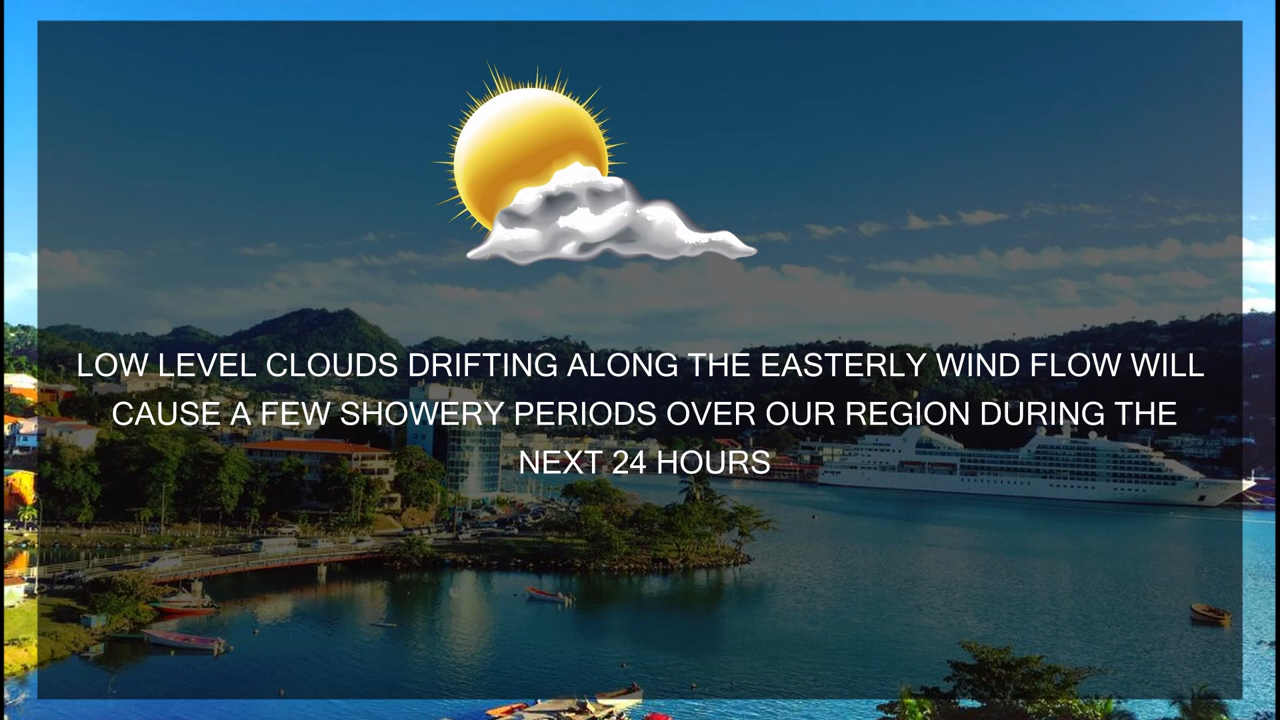 LOW LEVEL CLOUDS DRIFTING ALONG THE EASTERLY WIND FLOW WILL
CAUSE A FEW SHOWERY PERIODS OVER OUR REGION DURING THE
NEXT 24 HOURS